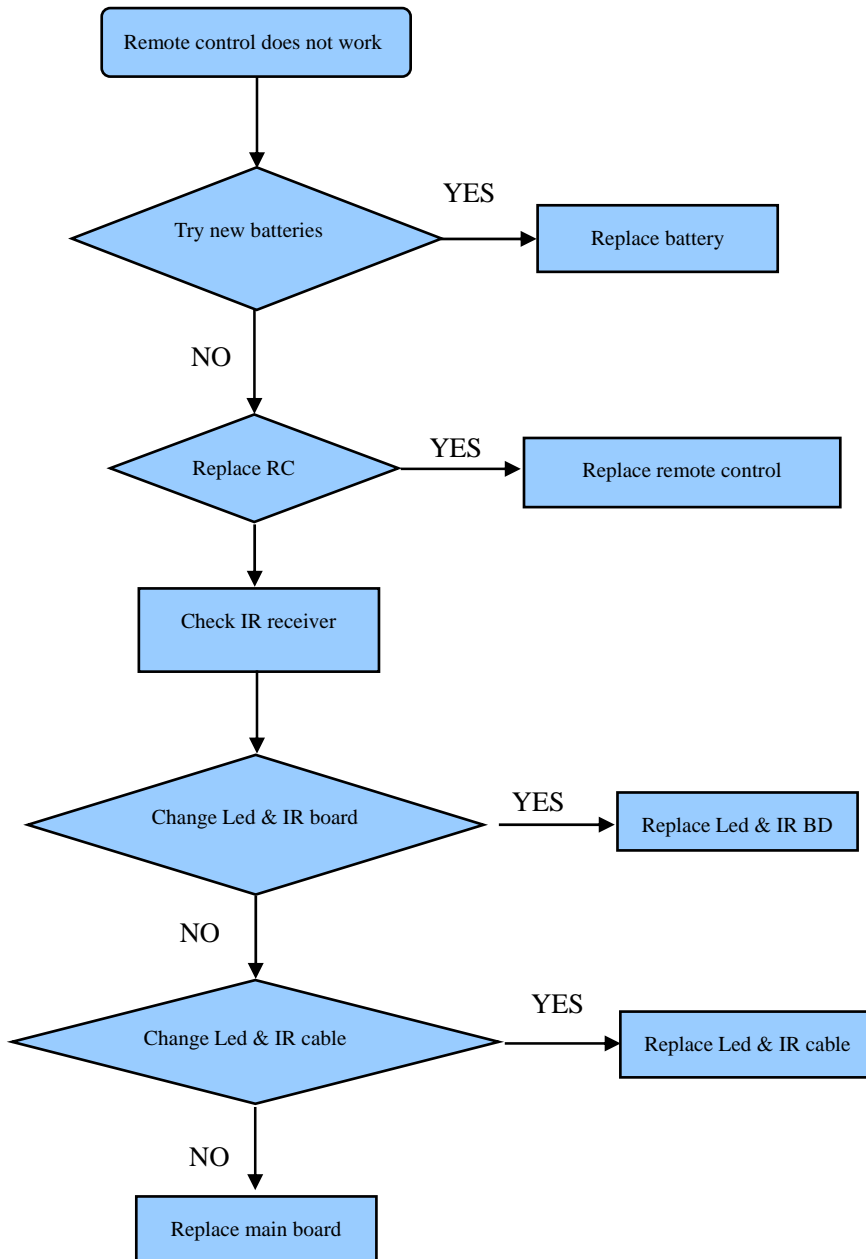 Remote control does not work
YES
Try new batteries
Replace battery
NO
YES
Replace RC
Replace remote control
Check IR receiver
YES
Change Led & IR board
Replace Led & IR BD
NO
YES
Change Led & IR cable
Replace Led & IR cable
NO
Replace main board